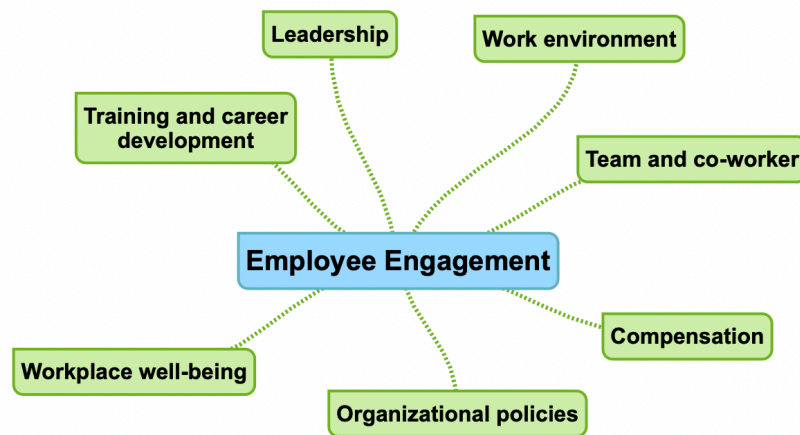 Leadership
Work environment
Training and career
development
Team and co-worker
Employee Engagement
Compensation
Workplace well-being
Organizational policies